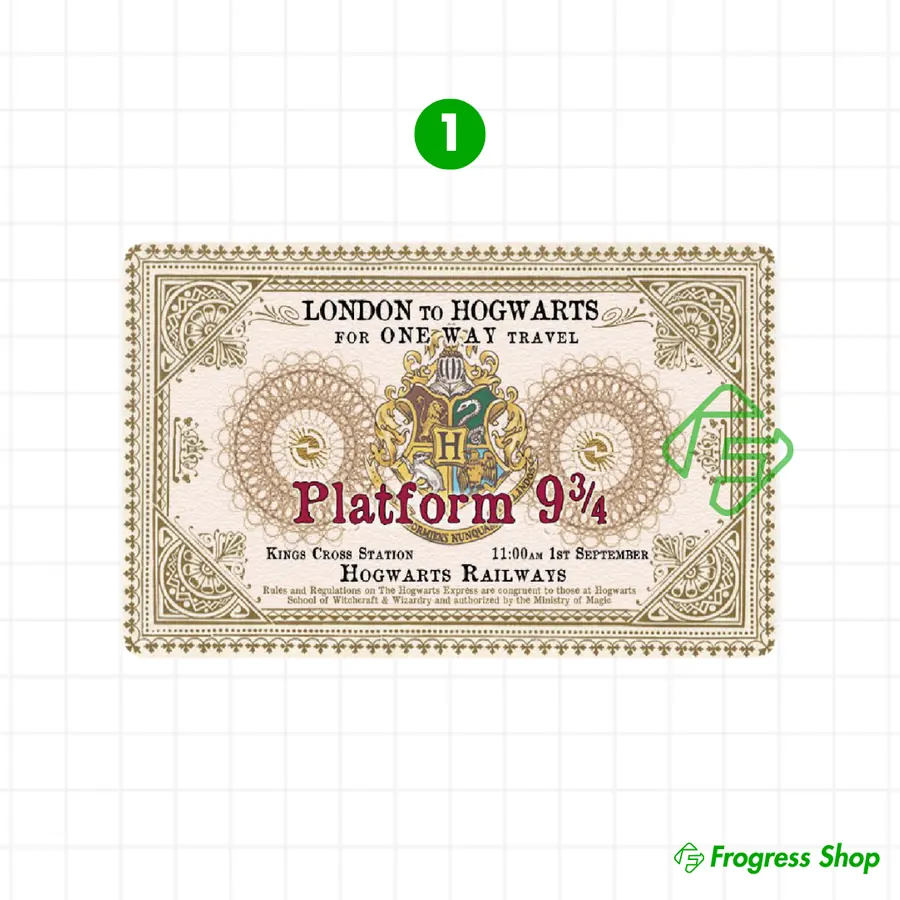 1
LONDON TO HOGWARTS
FOR ONE WAY TRAVEL
H
Platform 9¾
DORMIENS NUNQUAM
KINGS CROSS STATION 11:00AM 1ST SEPTEMBER
HOGWARTS RAILWAYS
Rules and Regulations on The Hogwarts Express are congruent to those at Hogwarts
School of Witchcraft & Wizardry and authorized by the Ministry of Magic
Frogress Shop